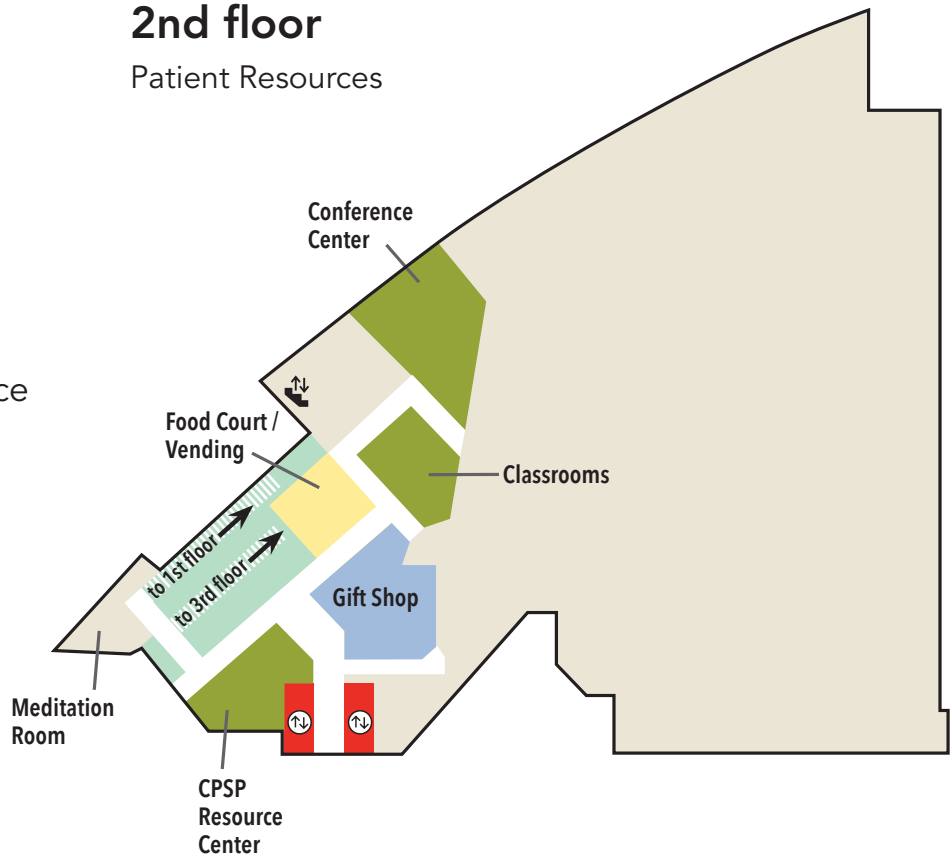 2nd floor
Patient Resources
Conference
Center
ce
Food Court /
Vending
Classrooms
to 1st floor
to 3rd floor
Gift Shop
Meditation
Room
CPSP
Resource
Center